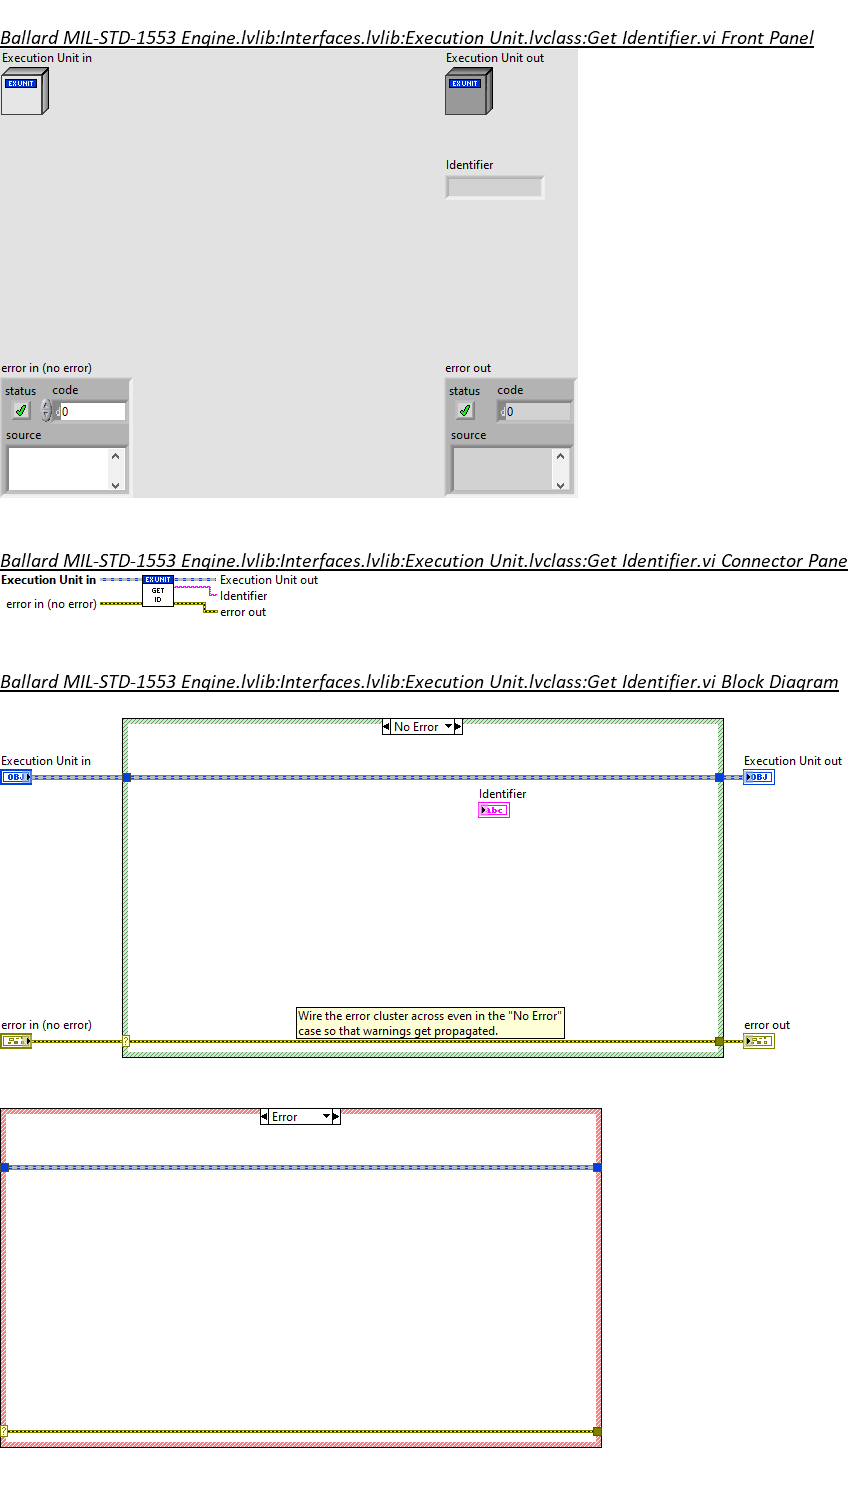 Ballard MIL-STD-1553 Engine.lvlib:Interfaces.lvlib:Execution Unit.lvclass:Get Identifier.vi Front Panel
Execution Unit in
Execution Unit out
EX UNIT
EX UNIT
Identifier
error in (no error)
error out
status
code
status
code
d
0
d
0
source
source
Ballard MIL-STD-1553 Engine.lvlib:Interfaces.lvlib:Execution Unit.lvclass:Get Identifier.vi Connector Pane
Execution Unit in
EX UNIT
Execution Unit out
GET
ID
Identifier
error in (no error)
error out
Ballard MIL-STD-1553 Engine.lvlib:Interfaces.lvlib:Execution Unit.lvclass:Get Identifier.vi Block Diagram
No Error
Execution Unit in
Execution Unit out
OBJ
OBJ
Identifier
abc
Wire the error cluster across even in the "No Error"
case so that warnings get propagated.
error in (no error)
error out
?
Error
?